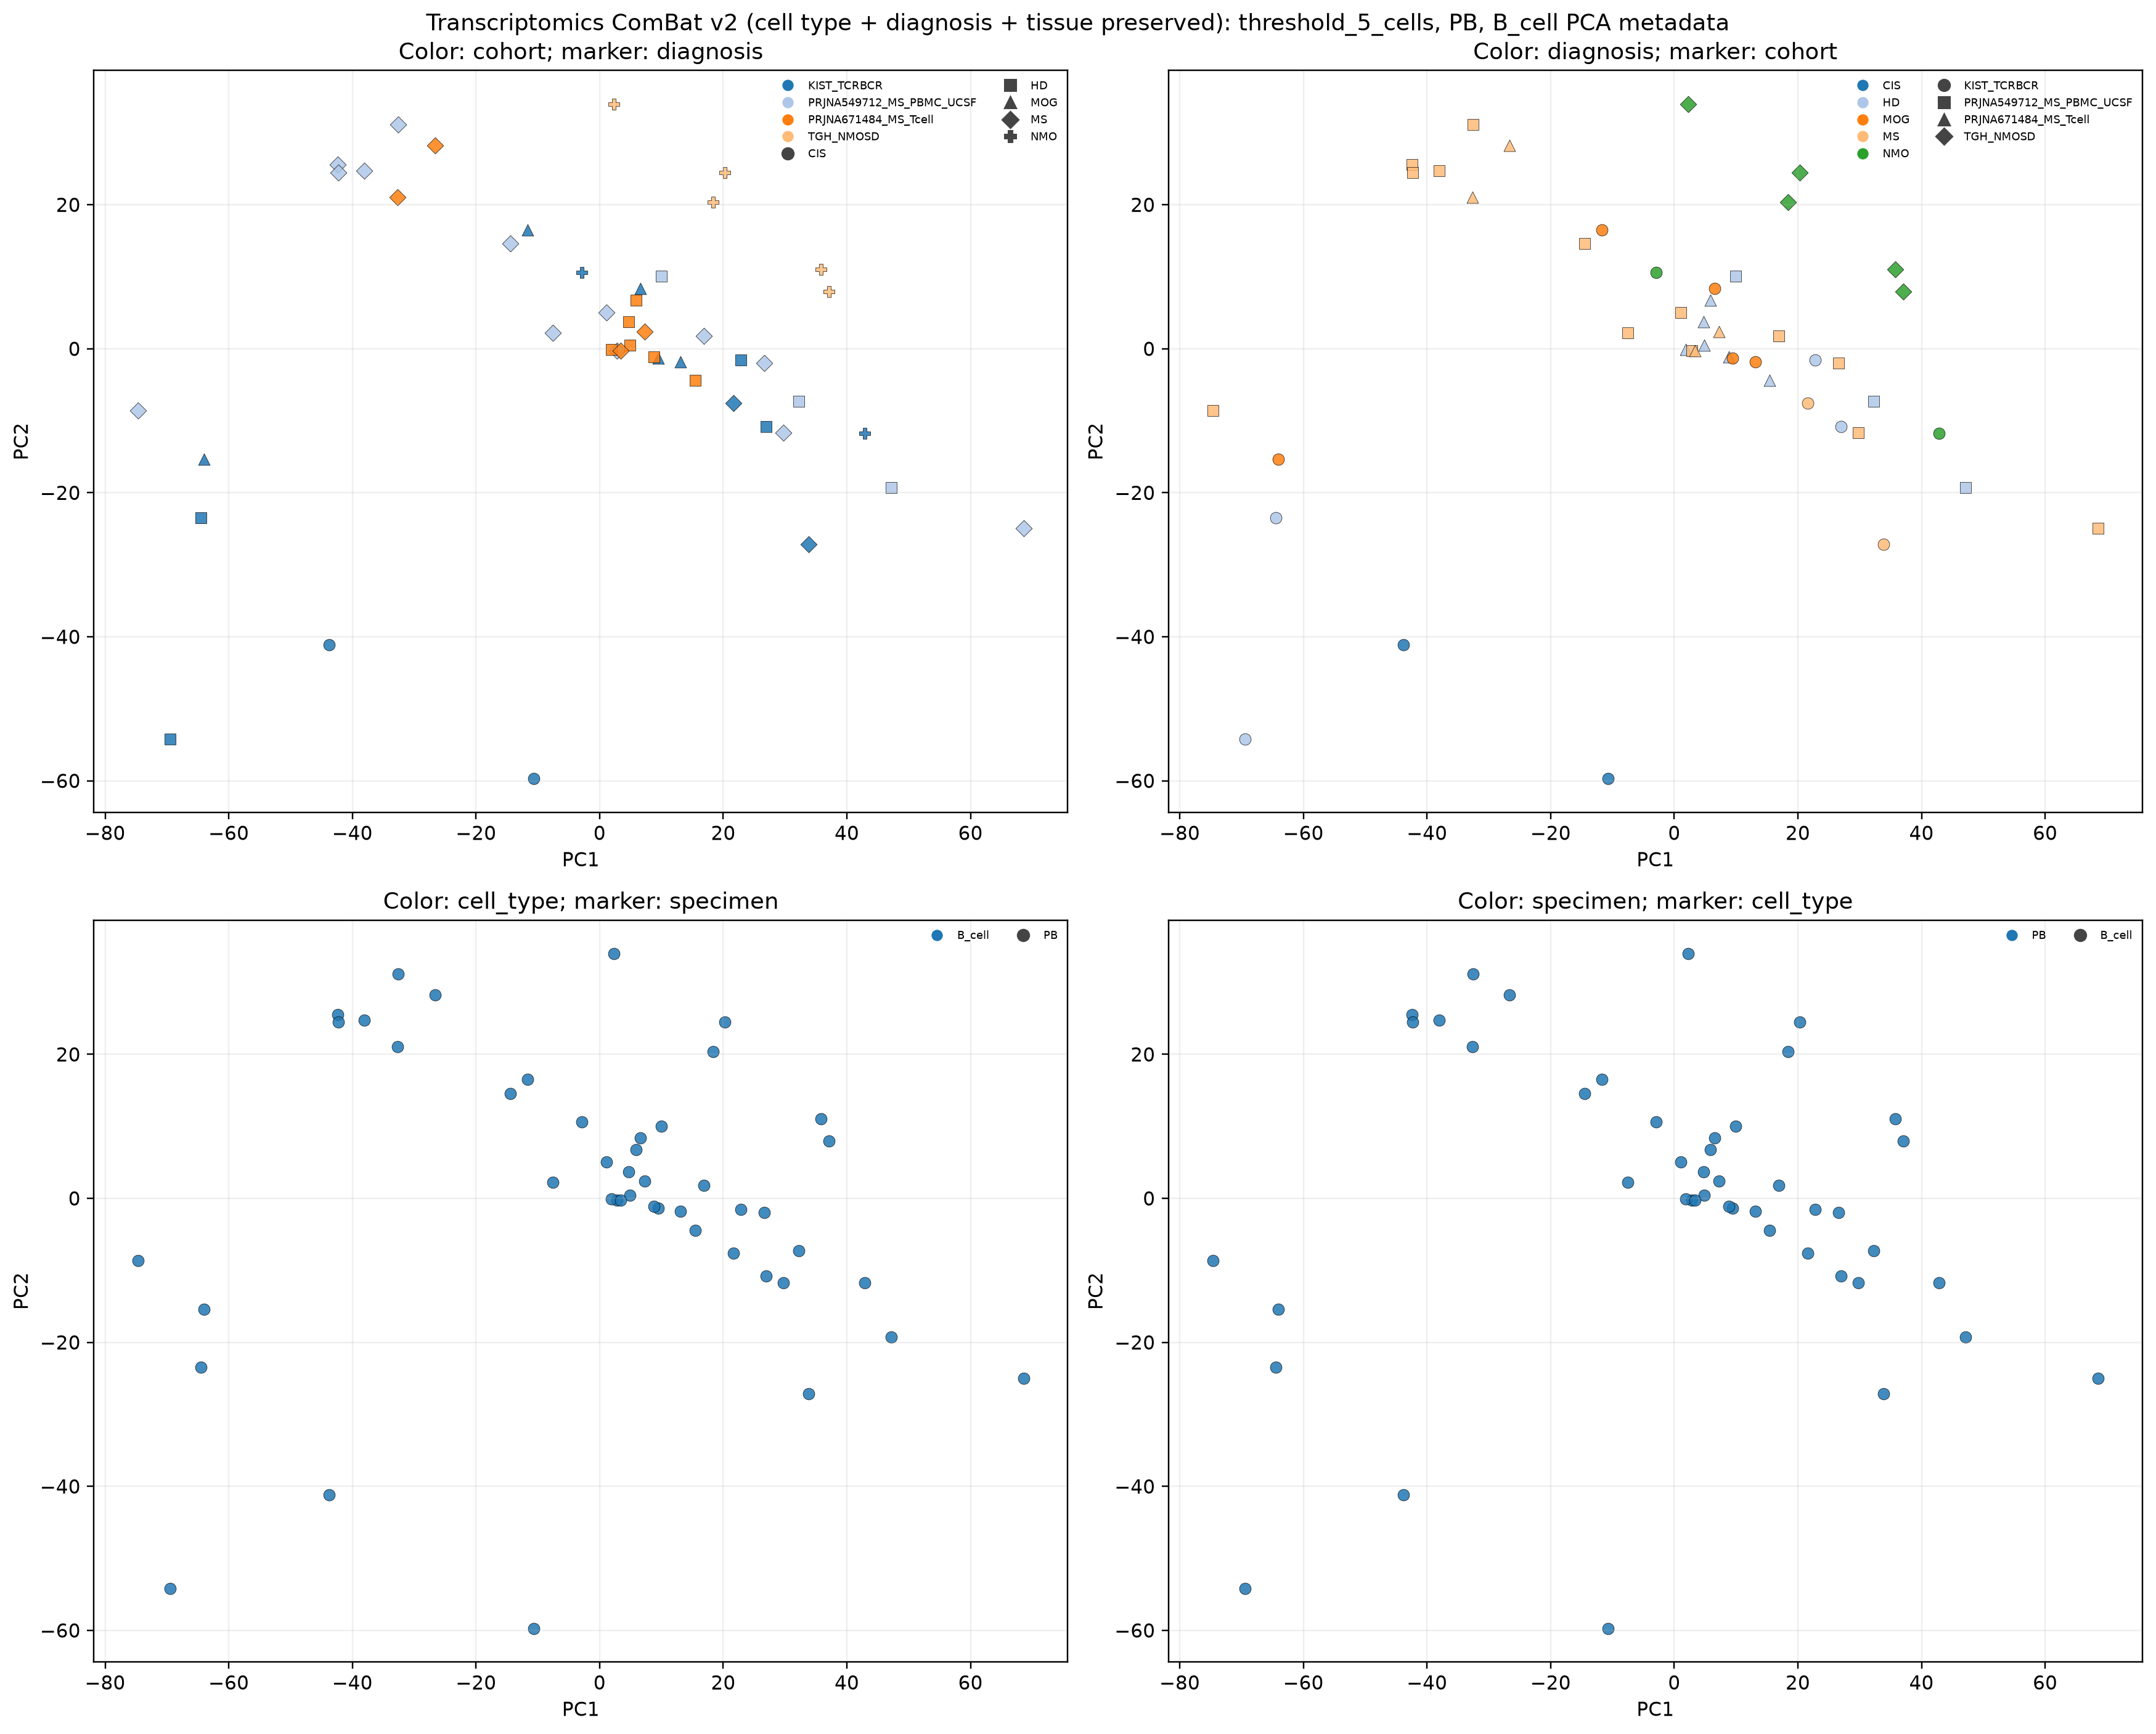 Transcriptomics ComBat v2 (cell type + diagnosis + tissue preserved): threshold_5_cells, PB, B_cell PCA metadata
Color: cohort; marker: diagnosis
KIST_TCRBCR
PRJNA549712_MS_PBMC_UCSF
PRJNA671484_MS_Tcell
TGH_NMOSD
CIS
HD
MOG
MS
NMO
20
0
−20
−40
−60
PC2
−80 −60 −40 −20 0 20 40 60
PC1
Color: diagnosis; marker: cohort
CIS
HD
MOG
MS
NMO
KIST_TCRBCR
PRJNA549712_MS_PBMC_UCSF
PRJNA671484_MS_Tcell
TGH_NMOSD
20
0
−20
−40
−60
PC2
−80 −60 −40 −20 0 20 40 60
PC1
Color: cell_type; marker: specimen
B_cell PB
20
0
−20
−40
−60
PC2
−80 −60 −40 −20 0 20 40 60
PC1
Color: specimen; marker: cell_type
PB B_cell
20
0
−20
−40
−60
PC2
−80 −60 −40 −20 0 20 40 60
PC1